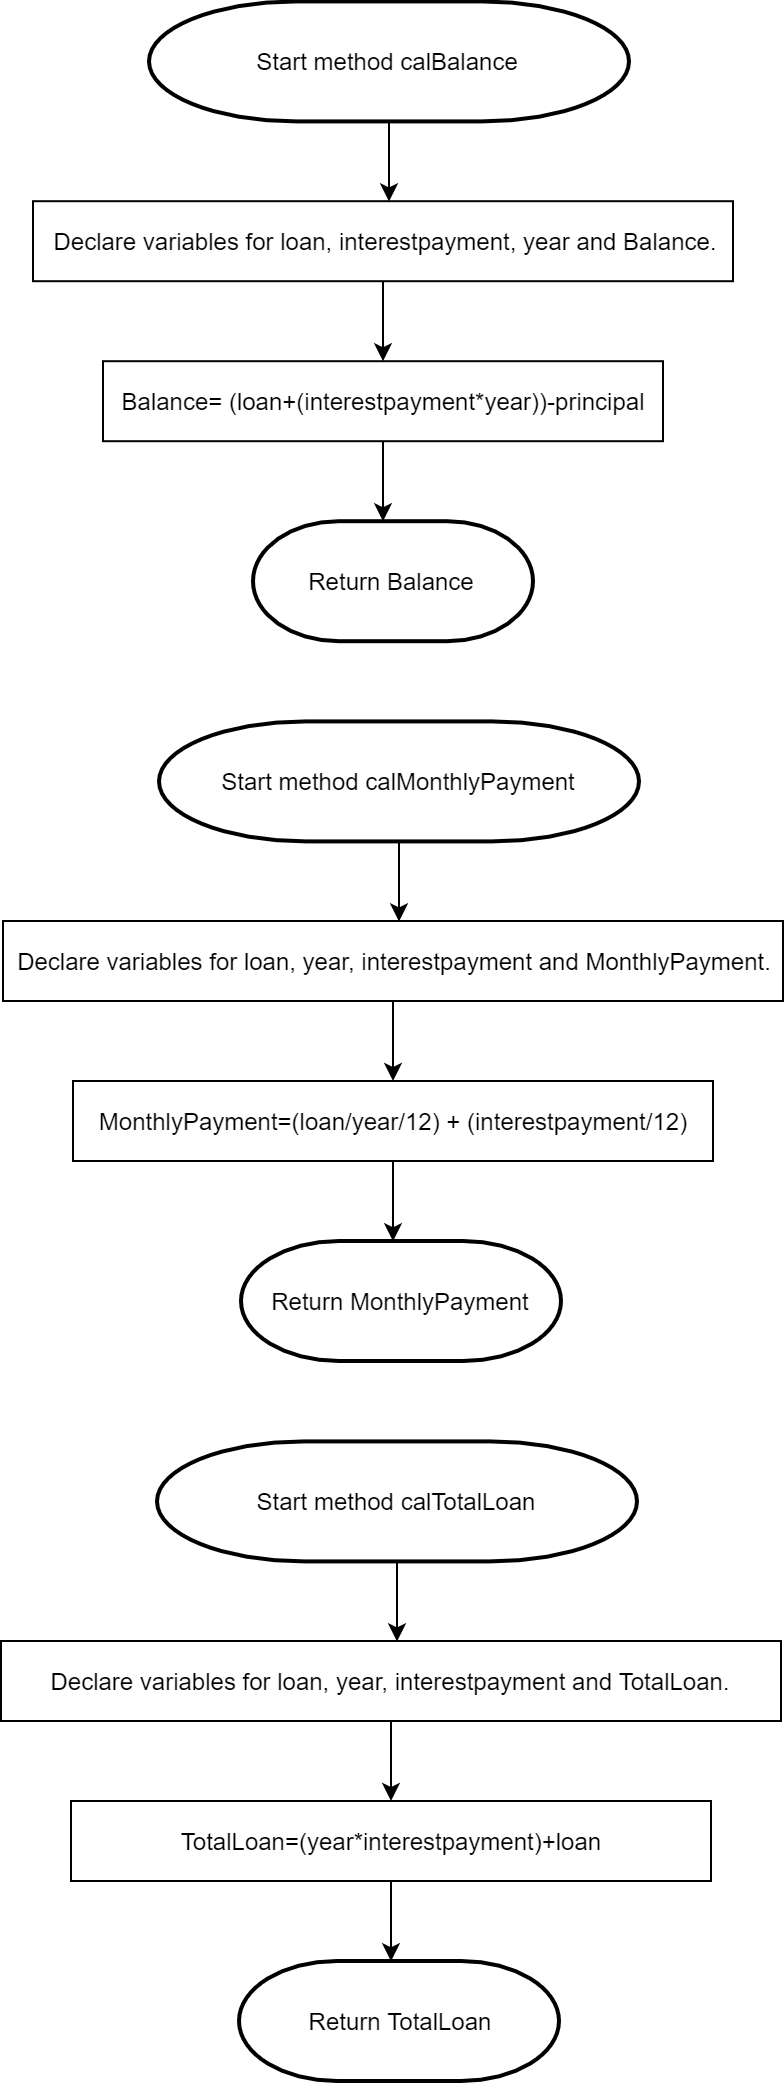 Start method calBalance
Declare variables for loan, interestpayment, year and Balance.
Balance= (loan+(interestpayment*year))-principal
Return Balance
Start method calMonthlyPayment
Declare variables for loan, year, interestpayment and MonthlyPayment.
MonthlyPayment=(loan/year/12) + (interestpayment/12)
Return MonthlyPayment
Start method calTotalLoan
Declare variables for loan, year, interestpayment and TotalLoan.
TotalLoan=(year*interestpayment)+loan
Return TotalLoan